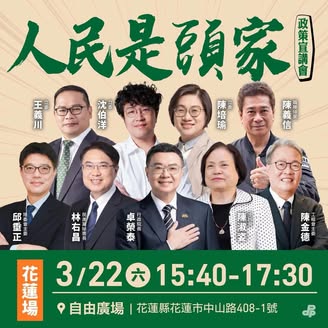 人民是頭家
政策宣講會
王義川
沈伯洋
陳培瑜
陳義信
邱垂正
林右昌
卓榮泰
陳淑姿
陳金德
花蓮場
3/22 六 15:40-17:30
自由廣場 | 花蓮縣花蓮市中山路408-1號